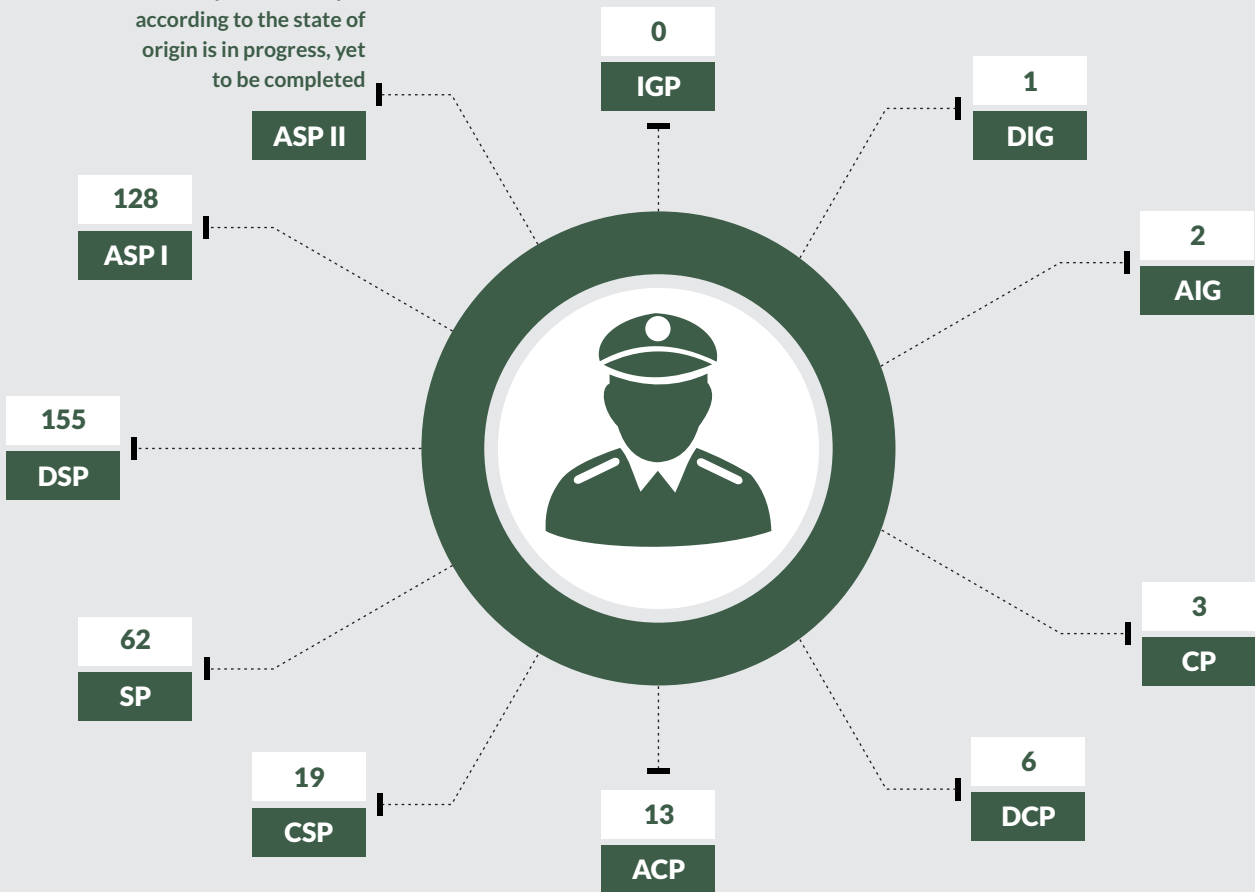 according to the state of
origin is in progress, yet
to be completed
ASP II
0
IGP
1
DIG
128
ASP I
2
AIG
155
DSP
3
CP
62
SP
6
DCP
19
CSP
13
ACP